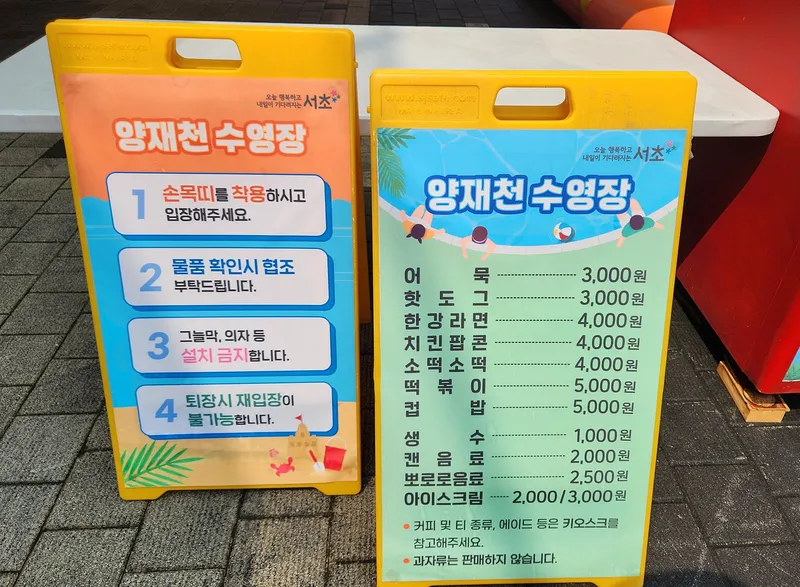 오늘 행복하고
내일이 기다려지는 서초
양재천 수영장
1 손목띠를 착용하시고
입장해주세요.
2 물품 확인시 협조
부탁드립니다.
3 그늘막, 의자 등
설치 금지합니다.
4 퇴장시 재입장이
불가능합니다.
오늘 행복하고
내일이 기다려지는 서초
양재천 수영장
어묵 3,000원
핫도그 3,000원
한강라면 4,000원
치킨팝콘 4,000원
소떡소떡 4,000원
떡볶이 5,000원
컵밥 5,000원
생수 1,000원
캔음료 2,000원
뽀로로음료 2,500원
아이스크림 2,000/3,000원
• 커피 및 티 종류, 에이드 등은 키오스크를
참고해주세요.
• 과자류는 판매하지 않습니다.